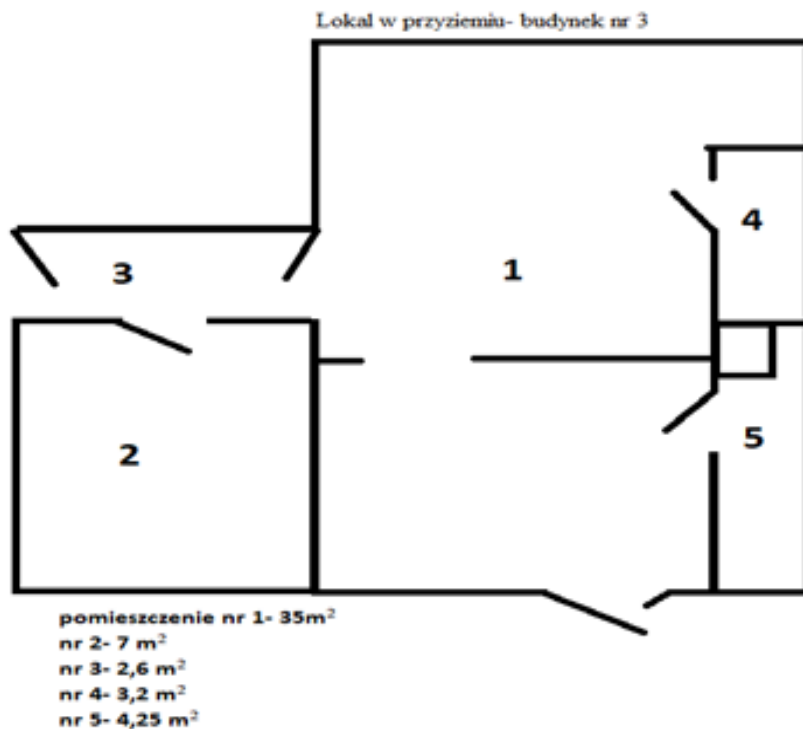 Lokal w przyziemiu- budynek nr 3
4
3
1
2
5
pomieszczenie nr 1- 35m²
nr 2- 7 m²
nr 3- 2,6 m²
nr 4- 3,2 m²
nr 5- 4,25 m²